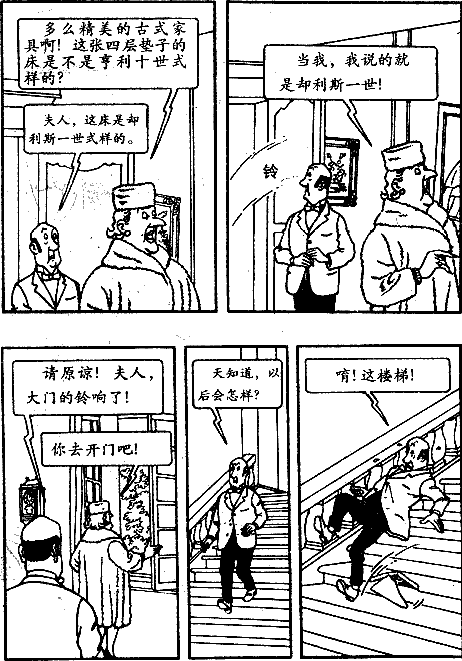 多么精美的古式家
具啊！这张四层垫子的
床是不是亨利十世式
样的？
夫人，这床是却
利斯一世式样的。
当我，我说的就
是却利斯一世！
铃
请原谅！夫人，
大门的铃响了！
你去开门吧！
天知道，以
后会怎样？
唷！这楼梯！